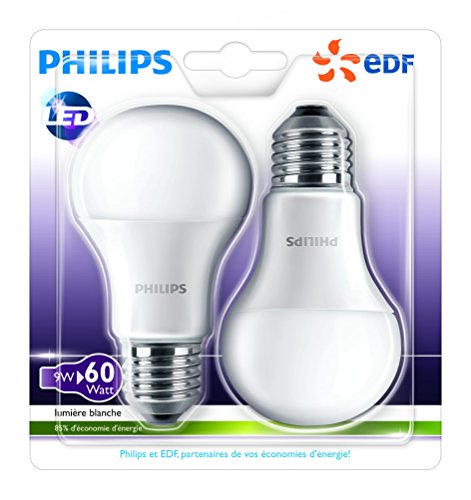 PHILIPS
eDF
LED
PHILIPS
PHILIPS
9W▸60
Watt
lumière blanche
85% d'économie d'énergie
Philips et EDF, partenaires de vos économies d'énergie!